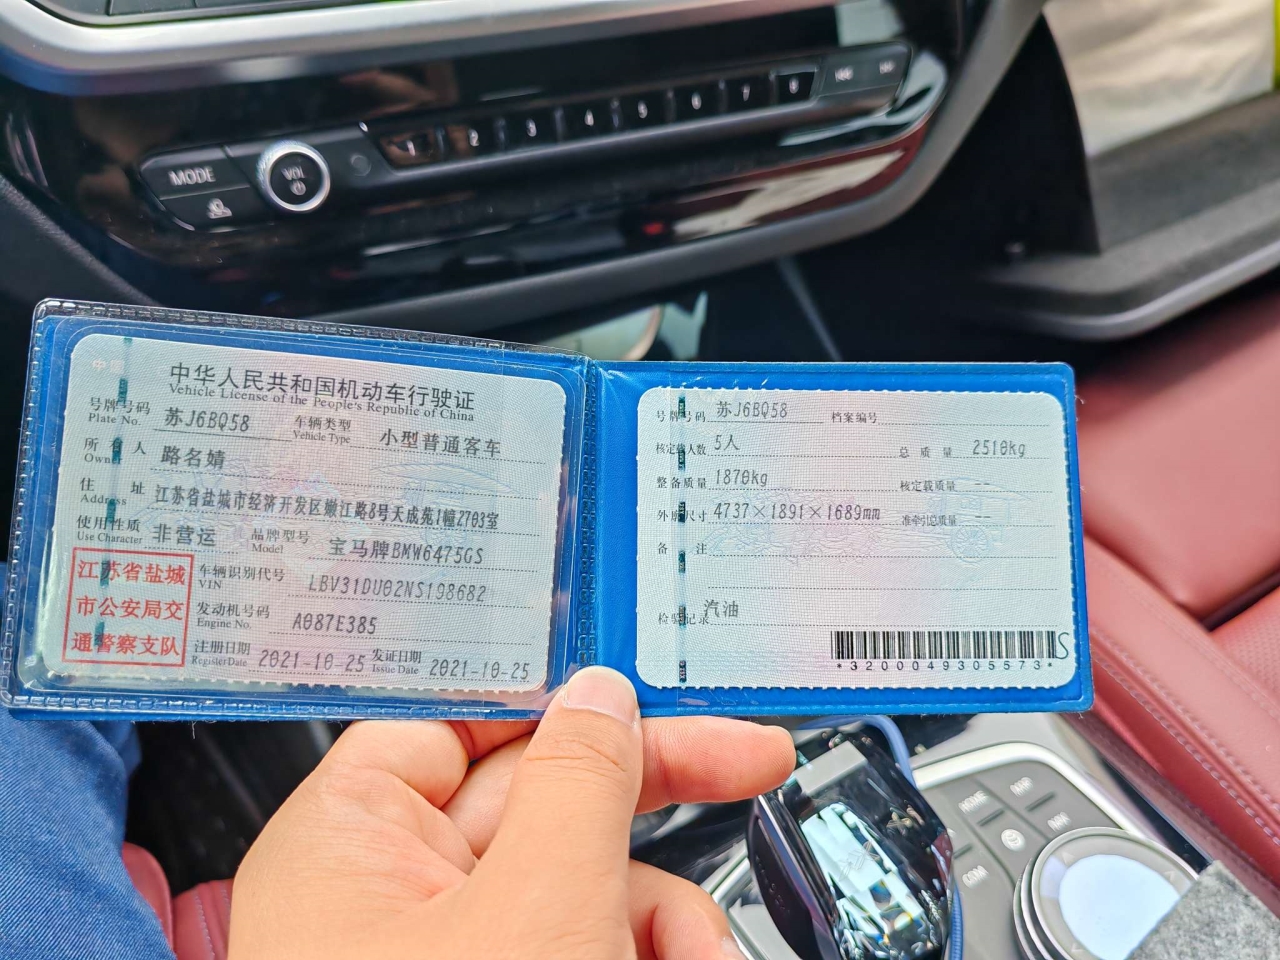 MODE
VOL
1 2 3 4 5 6 7 8
中华人民共和国机动车行驶证
Vehicle License of the People's Republic of China
号牌号码 苏J6BQ58 车辆类型 小型普通客车
Plate No. Vehicle Type
所有人 路名婧
Owner
住址 江苏省盐城市经济开发区嫩江路8号天成苑1幢2703室
Address
使用性质 非营运 品牌型号 宝马牌BMW6475GS
Use Character Model
江苏省盐城
市公安局交
通警察支队
车辆识别代号 LBV31DU02NS198682
VIN
发动机号码 A087E385
Engine No.
注册日期 2021-10-25 发证日期 2021-10-25
Register Date Issue Date
号牌号码 苏J6BQ58 档案编号
核定载人数 5人 总质量 2510kg
整备质量 1870kg 核定载质量 --
外廓尺寸 4737×1891×1689mm 准牵引总质量 --
备注
检验记录 汽油
*3200049305573*
HOME MAP
NAV
COM